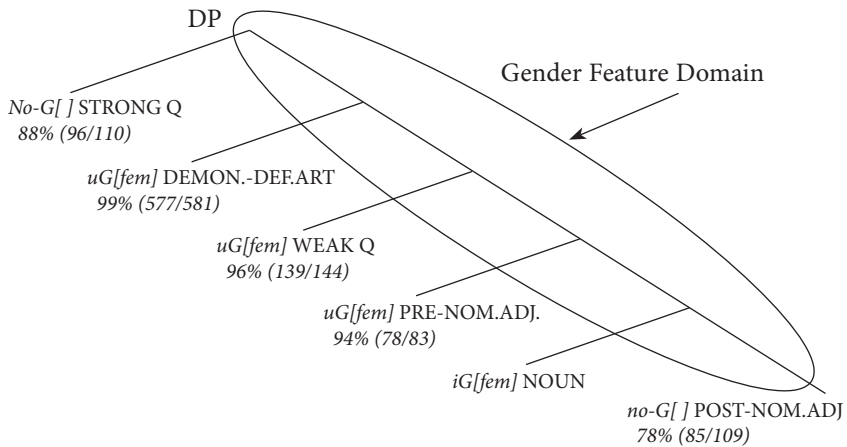 DP
Gender Feature Domain
No-G[ ] STRONG Q
88% (96/110)
uG[fem] DEMON.-DEF.ART
99% (577/581)
uG[fem] WEAK Q
96% (139/144)
uG[fem] PRE-NOM.ADJ.
94% (78/83)
iG[fem] NOUN
no-G[ ] POST-NOM.ADJ
78% (85/109)